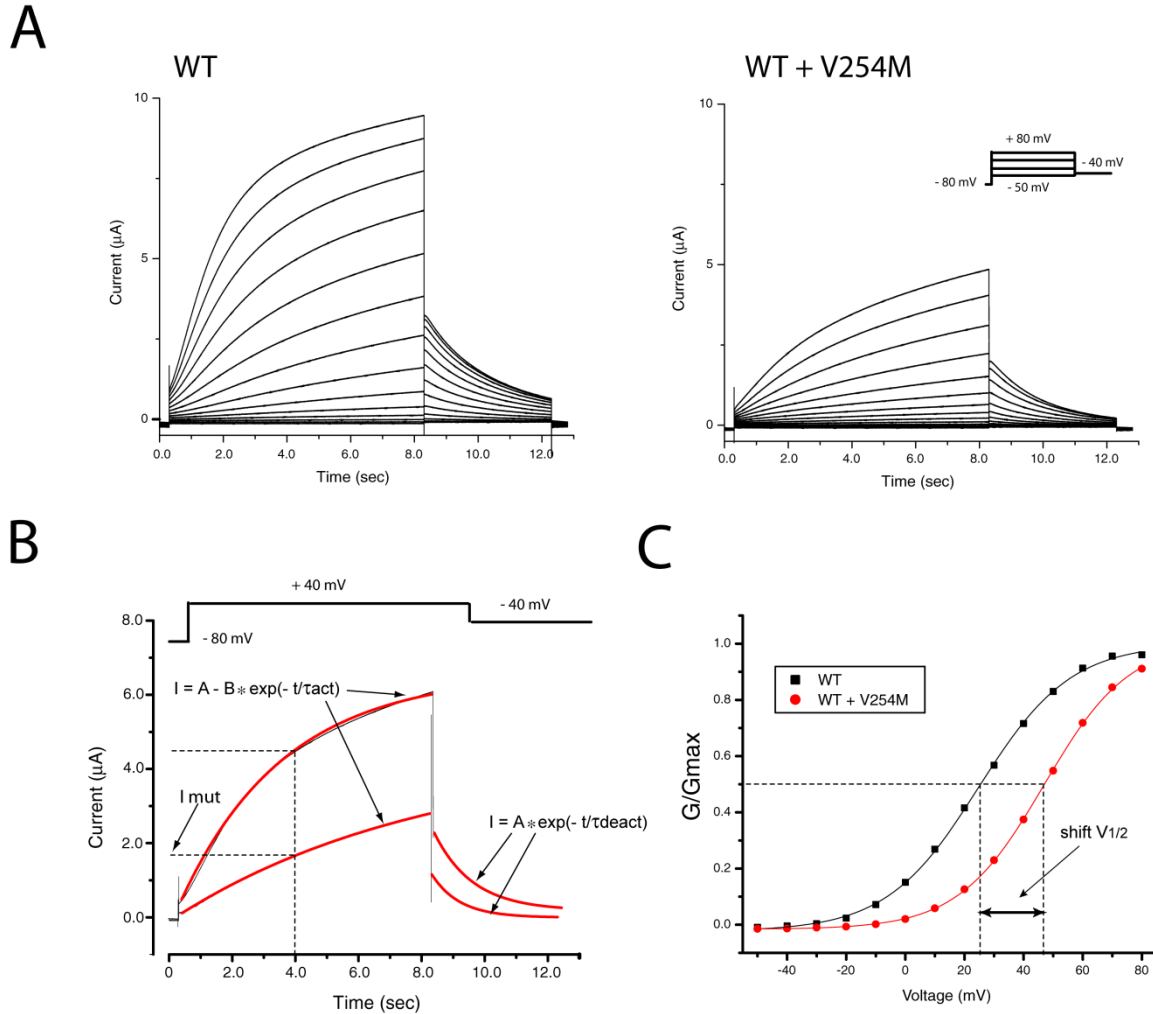 A
WT
WT + V254M
10
5
0
Current (µA)
0.0 2.0 4.0 6.0 8.0 10.0 12.0
Time (sec)
10
5
0
Current (µA)
0.0 2.0 4.0 6.0 8.0 10.0 12.0
Time (sec)
+ 80 mV
- 40 mV
- 80 mV
- 50 mV
B
+ 40 mV
- 40 mV
- 80 mV
8.0
6.0
4.0
2.0
0.0
Current (µA)
I = A - B* exp(- t/τact)
I mut
I = A* exp(- t/τdeact)
0 2.0 4.0 6.0 8.0 10.0 12.0
Time (sec)
C
1.0
0.8
0.6
0.4
0.2
0.0
G/Gmax
WT
WT + V254M
shift V1/2
-40 -20 0 20 40 60 80
Voltage (mV)